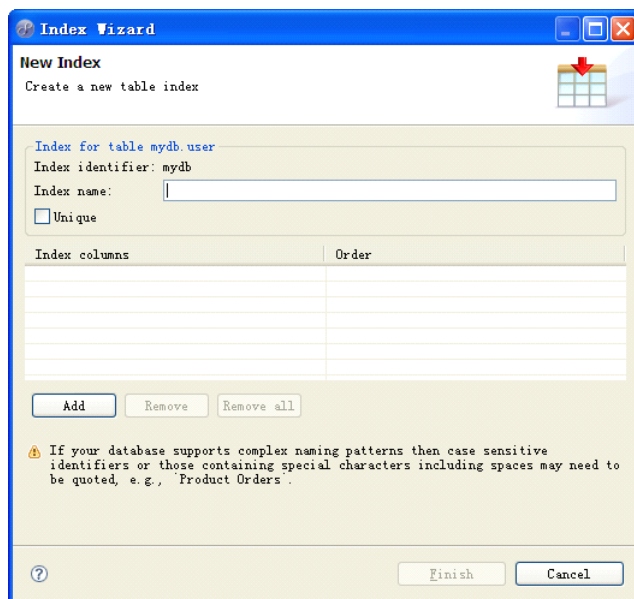 Index Wizard
New Index
Create a new table index
Index for table mydb.user
Index identifier: mydb
Index name:
Unique
Index columns Order
Add Remove Remove all
If your database supports complex naming patterns then case sensitive
identifiers or those containing special characters including spaces may need to
be quoted, e.g., `Product Orders`.
Finish Cancel